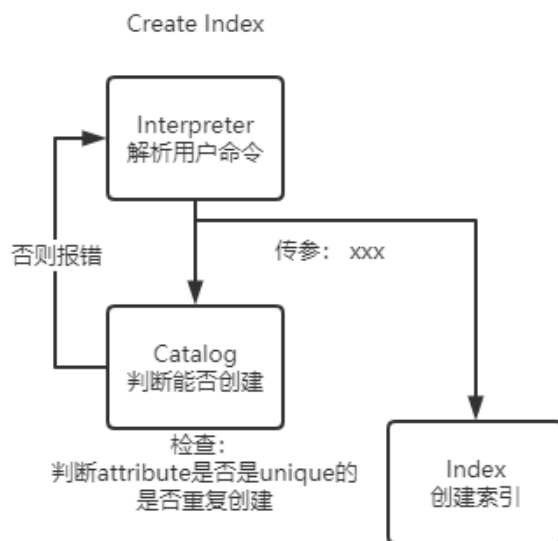 Create Index
Interpreter
解析用户命令
否则报错
传参： xxx
Catalog
判断能否创建
检查：
判断attribute是否是unique的
是否重复创建
Index
创建索引